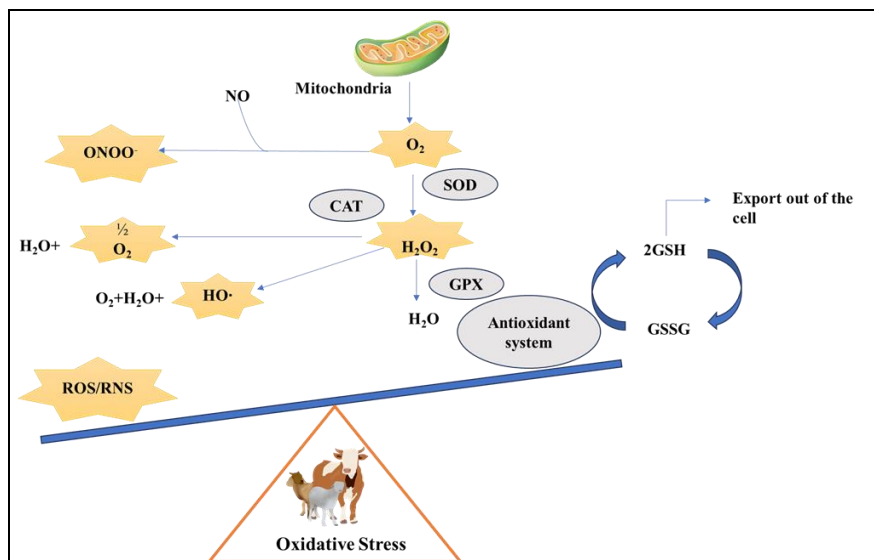 Mitochondria
NO
ONOO⁻
O₂
SOD
CAT
H₂O+
½
O₂
H₂O₂
O₂+H₂O+
HO·
GPX
H₂O
Export out of the
cell
2GSH
GSSG
Antioxidant
system
ROS/RNS
Oxidative Stress